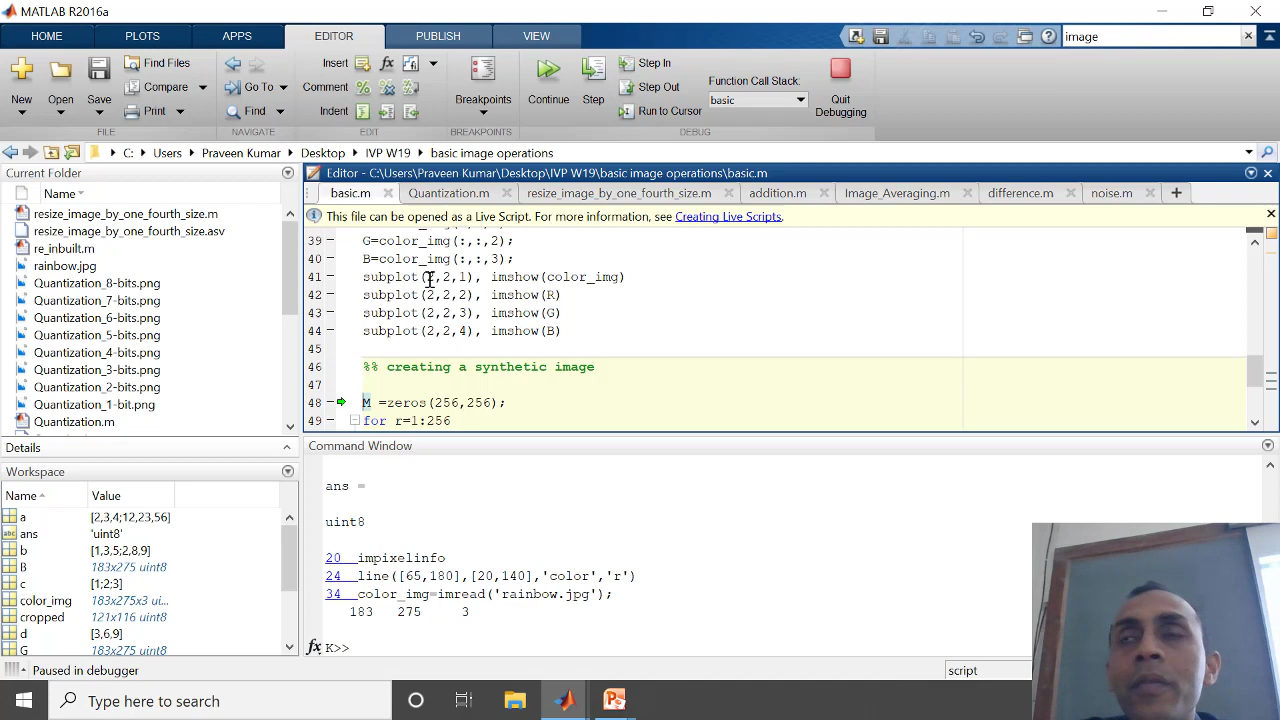 MATLAB R2016a
HOME PLOTS APPS EDITOR PUBLISH VIEW
image
New Open Save
Find Files
Compare
Print
Insert
Comment
Indent
Go To
Find
Breakpoints
Continue Step
Step In
Step Out
Run to Cursor
Function Call Stack:
basic
Quit Debugging
FILE NAVIGATE EDIT BREAKPOINTS DEBUG
C: Users Praveen Kumar Desktop IVP W19 basic image operations
Current Folder
Name
resize_image_by_one_fourth_size.m
resize_image_by_one_fourth_size.asv
re_inbuilt.m
rainbow.jpg
Quantization_8-bits.png
Quantization_7-bits.png
Quantization_6-bits.png
Quantization_5-bits.png
Quantization_4-bits.png
Quantization_3-bits.png
Quantization_2-bits.png
Quantization_1-bit.png
Quantization.m
Details
Workspace
Name Value
a [2,3,4;12,23,56]
ans 'uint8'
b [1,3,5;2,8,9]
B 183x275 uint8
c [1;2;3]
color_img 183x275x3 ui...
cropped 121x116 uint8
d [3,6,9]
G 183x275 uint8
Editor - C:\Users\Praveen Kumar\Desktop\IVP W19\basic image operations\basic.m
basic.m Quantization.m resize_image_by_one_fourth_size.m addition.m Image_Averaging.m difference.m noise.m
This file can be opened as a Live Script. For more information, see Creating Live Scripts.
39 G=color_img(:,:,2);
40 B=color_img(:,:,3);
41 subplot(2,2,1), imshow(color_img)
42 subplot(2,2,2), imshow(R)
43 subplot(2,2,3), imshow(G)
44 subplot(2,2,4), imshow(B)
45
46 %% creating a synthetic image
47
48 M =zeros(256,256);
49 for r=1:256
Command Window
ans =
uint8
20 impixelinfo
24 line([65,180],[20,140],'color','r')
34 color_img=imread('rainbow.jpg');
183 275 3
fx K>>
Paused in debugger
script
Type here to search